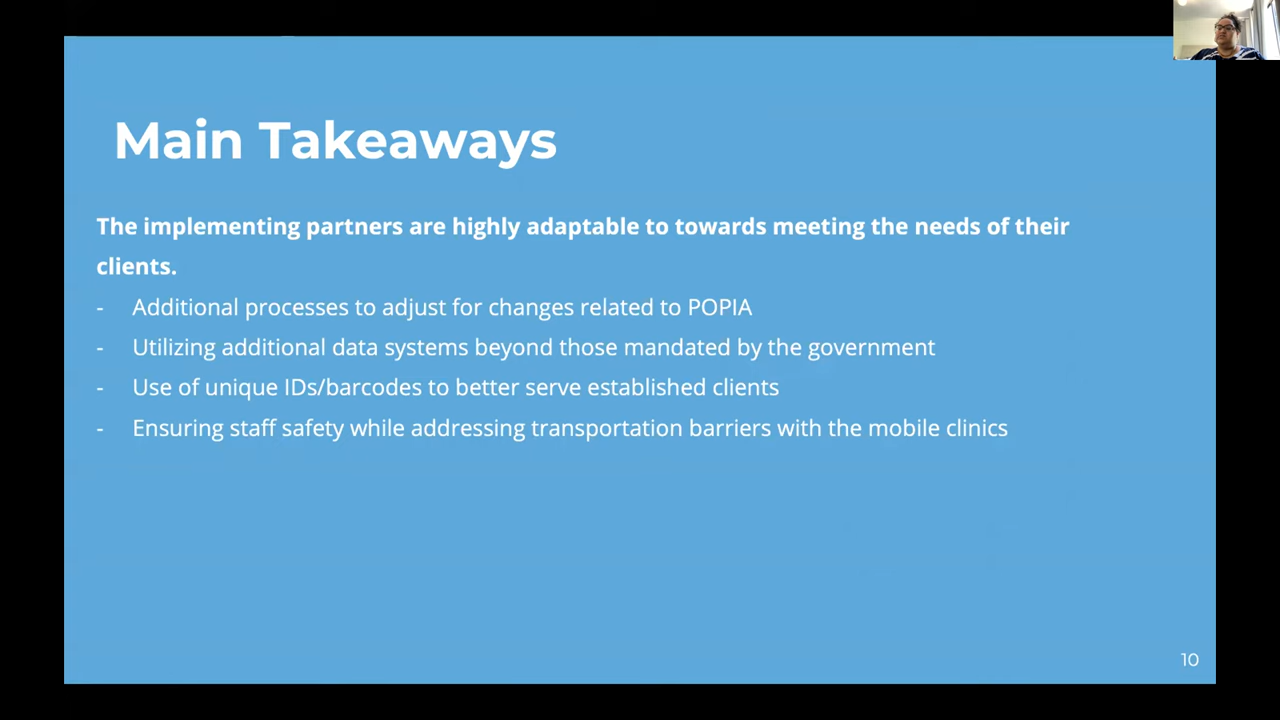 Main Takeaways
The implementing partners are highly adaptable to towards meeting the needs of their
clients.
- Additional processes to adjust for changes related to POPIA
- Utilizing additional data systems beyond those mandated by the government
- Use of unique IDs/barcodes to better serve established clients
- Ensuring staff safety while addressing transportation barriers with the mobile clinics
10